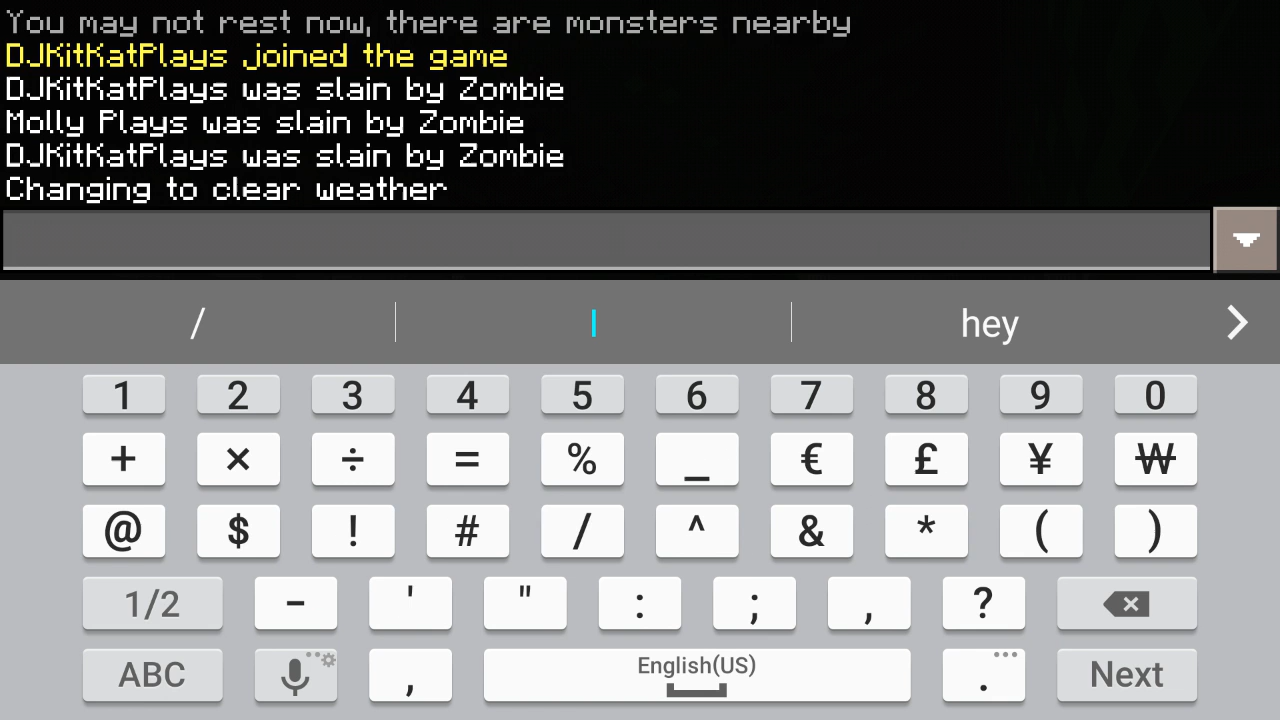 You may not rest now, there are monsters nearby
DJKitKatPlays joined the game
DJKitKatPlays was slain by Zombie
Molly Plays was slain by Zombie
DJKitKatPlays was slain by Zombie
Changing to clear weather
/ | hey
1 2 3 4 5 6 7 8 9 0
+ × ÷ = % _ € £ ¥ ₩
@ $ ! # / ^ & * ( )
1/2 - ' " : ; , ?
ABC , English(US) . Next